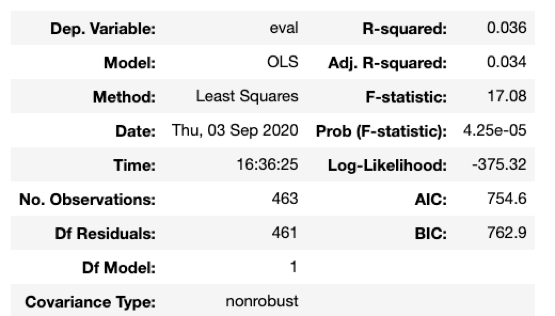 Dep. Variable: eval R-squared: 0.036
Model: OLS Adj. R-squared: 0.034
Method: Least Squares F-statistic: 17.08
Date: Thu, 03 Sep 2020 Prob (F-statistic): 4.25e-05
Time: 16:36:25 Log-Likelihood: -375.32
No. Observations: 463 AIC: 754.6
Df Residuals: 461 BIC: 762.9
Df Model: 1
Covariance Type: nonrobust